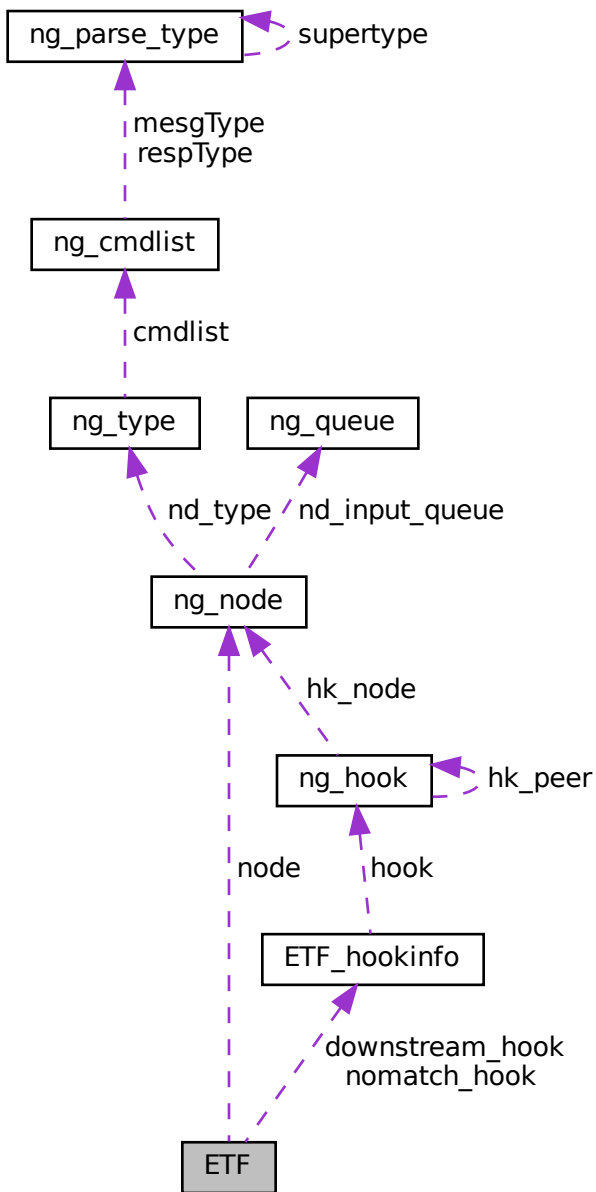 ng_parse_type
supertype
mesgType
respType
ng_cmdlist
cmdlist
ng_type
ng_queue
nd_type
nd_input_queue
ng_node
hk_node
ng_hook
hk_peer
node
hook
ETF_hookinfo
downstream_hook
nomatch_hook
ETF